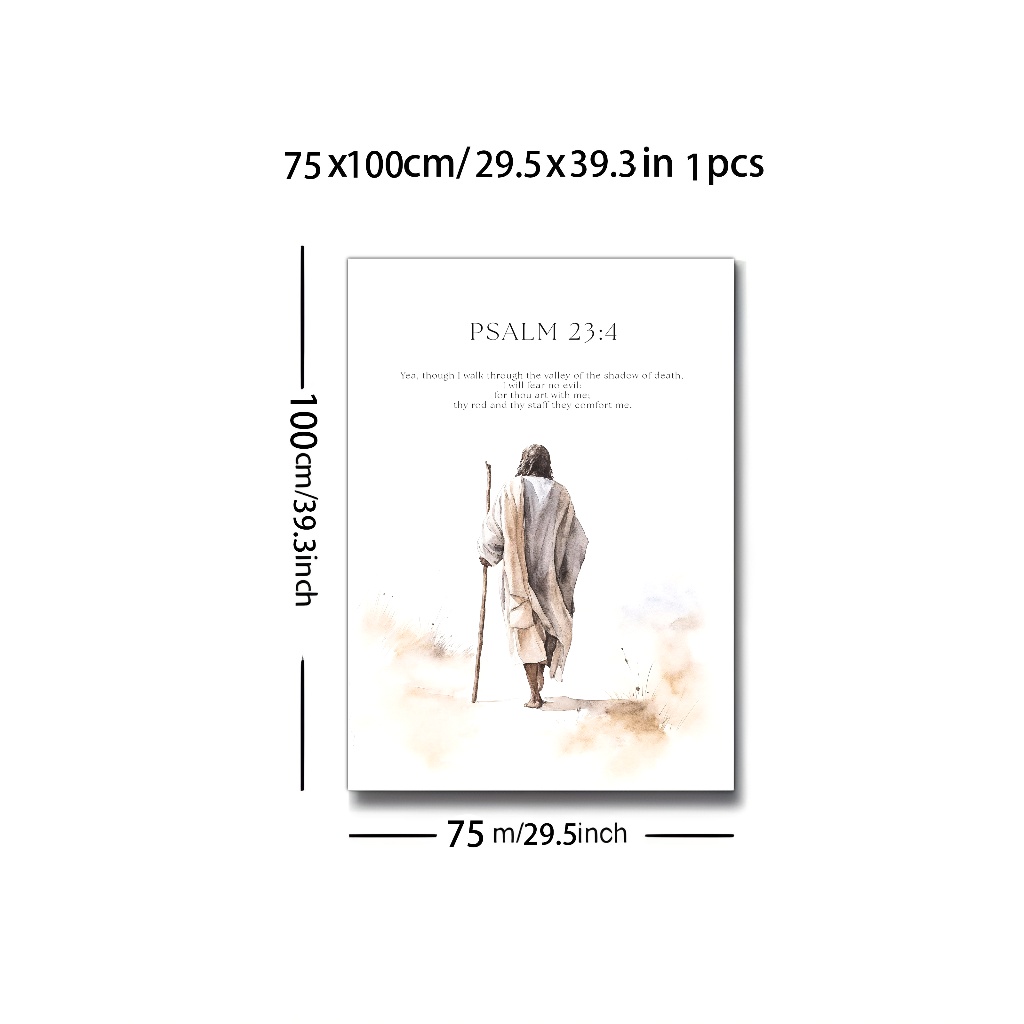 75x100cm/ 29.5x39.3in 1pcs
PSALM 23:4
Yea, though I walk through the valley of the shadow of death,
I will fear no evil:
for thou art with me;
thy rod and thy staff they comfort me.
100cm/39.3inch
75 m/29.5inch